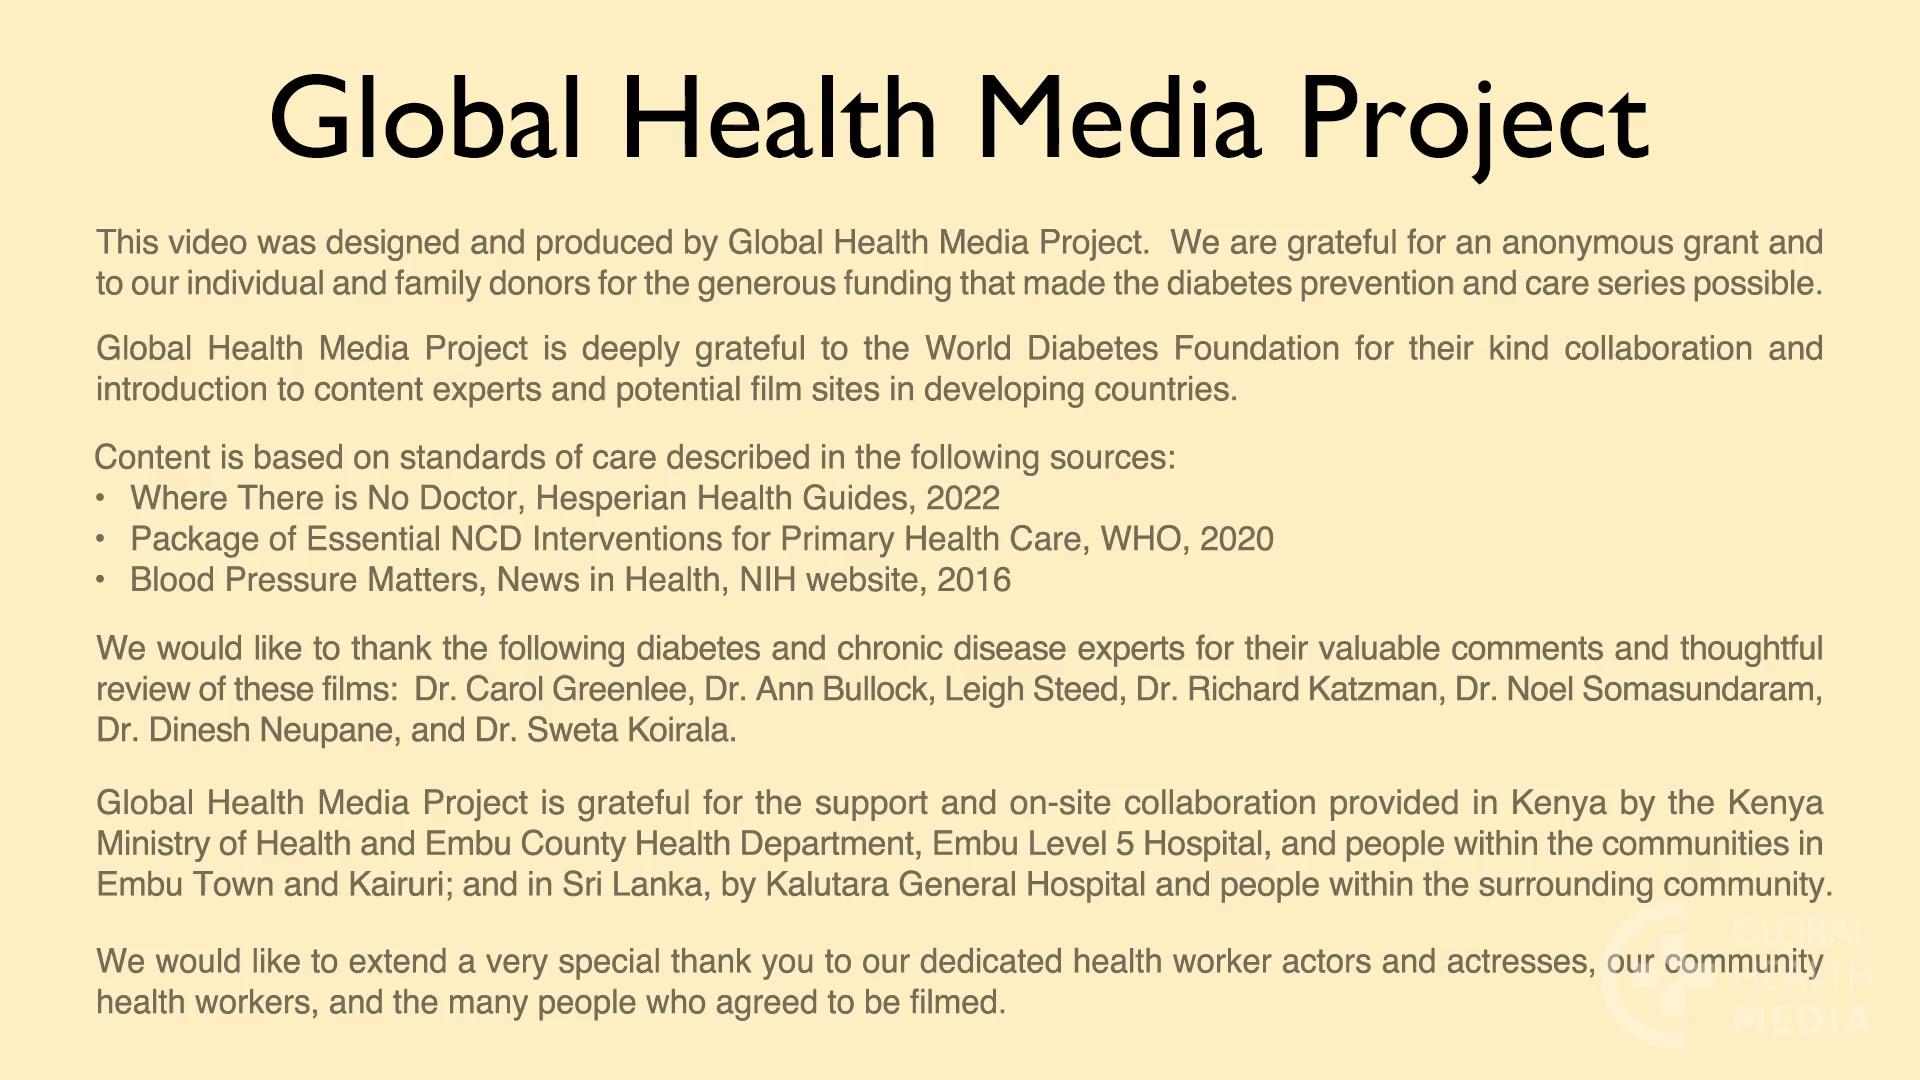 Global Health Media Project
This video was designed and produced by Global Health Media Project.  We are grateful for an anonymous grant and
to our individual and family donors for the generous funding that made the diabetes prevention and care series possible.
Global Health Media Project is deeply grateful to the World Diabetes Foundation for their kind collaboration and
introduction to content experts and potential film sites in developing countries.
Content is based on standards of care described in the following sources:
• Where There is No Doctor, Hesperian Health Guides, 2022
• Package of Essential NCD Interventions for Primary Health Care, WHO, 2020
• Blood Pressure Matters, News in Health, NIH website, 2016
We would like to thank the following diabetes and chronic disease experts for their valuable comments and thoughtful
review of these films:  Dr. Carol Greenlee, Dr. Ann Bullock, Leigh Steed, Dr. Richard Katzman, Dr. Noel Somasundaram,
Dr. Dinesh Neupane, and Dr. Sweta Koirala.
Global Health Media Project is grateful for the support and on-site collaboration provided in Kenya by the Kenya
Ministry of Health and Embu County Health Department, Embu Level 5 Hospital, and people within the communities in
Embu Town and Kairuri; and in Sri Lanka, by Kalutara General Hospital and people within the surrounding community.
We would like to extend a very special thank you to our dedicated health worker actors and actresses, our community
health workers, and the many people who agreed to be filmed.
GLOBAL
HEALTH
MEDIA